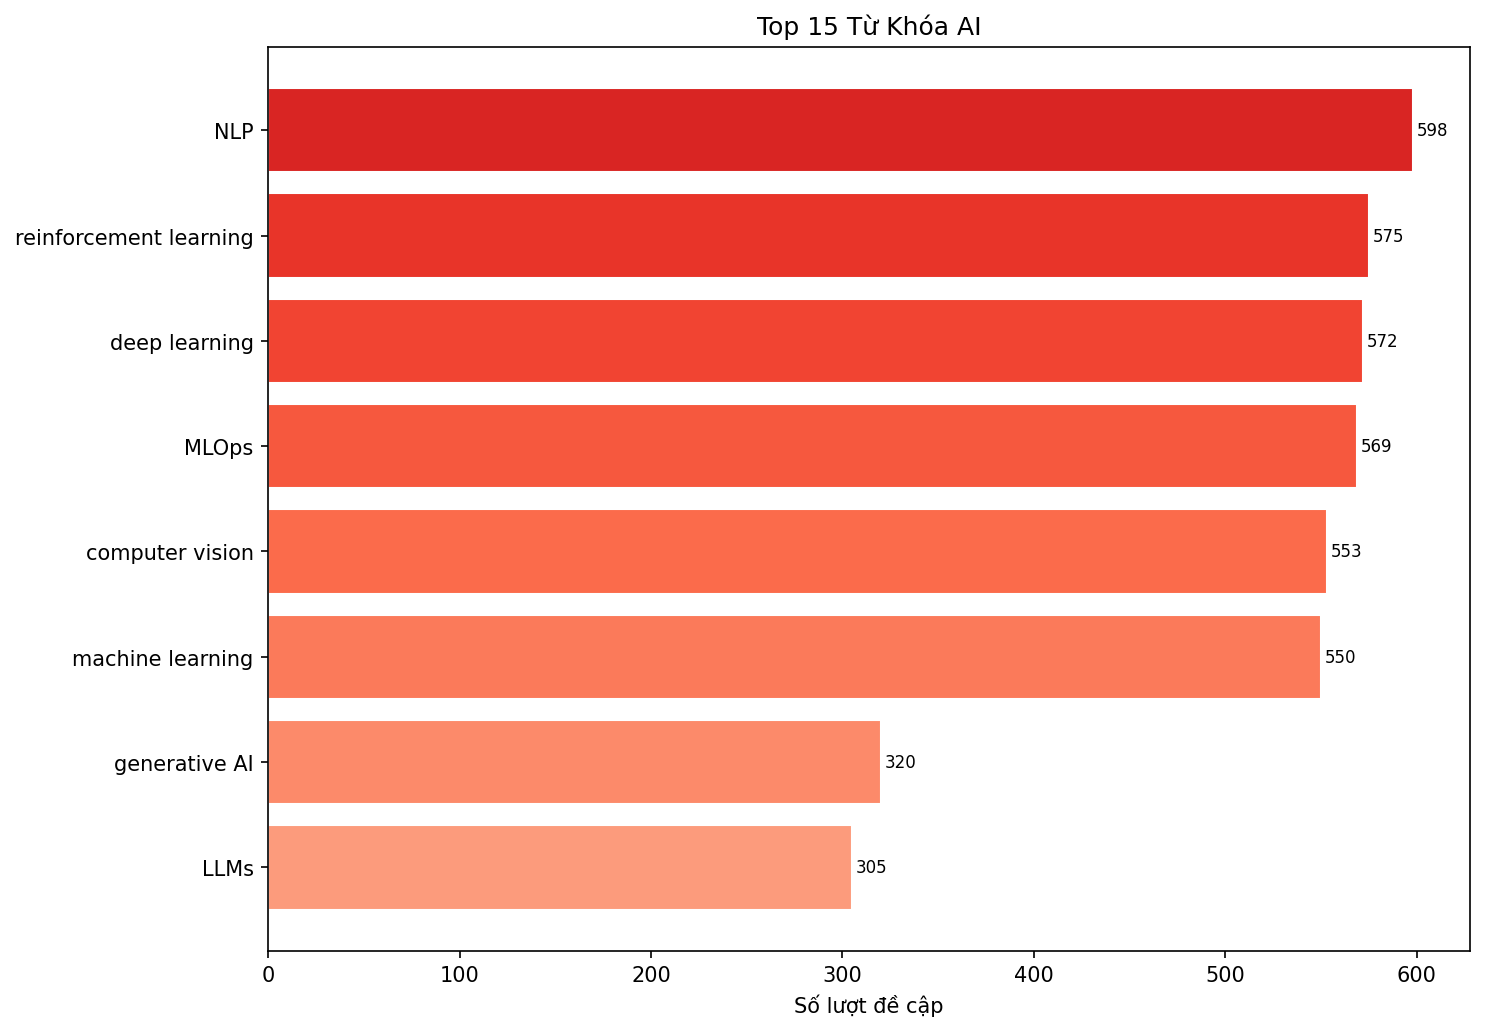 Top 15 Từ Khóa AI
NLP
598
reinforcement learning
575
deep learning
572
MLOps
569
computer vision
553
machine learning
550
generative AI
320
LLMs
305
0 100 200 300 400 500 600
Số lượt đề cập